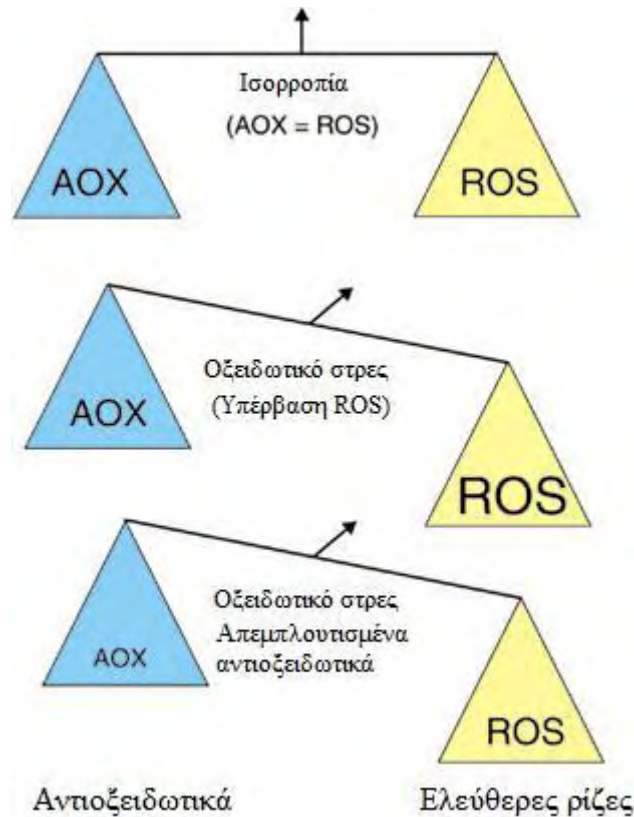 Ισορροπία
(AOX = ROS)
AOX
ROS
Οξειδωτικό στρες
(Υπέρβαση ROS)
AOX
ROS
Οξειδωτικό στρες
Απεμπλουτισμένα
αντιοξειδωτικά
AOX
ROS
Αντιοξειδωτικά
Ελεύθερες ρίζες